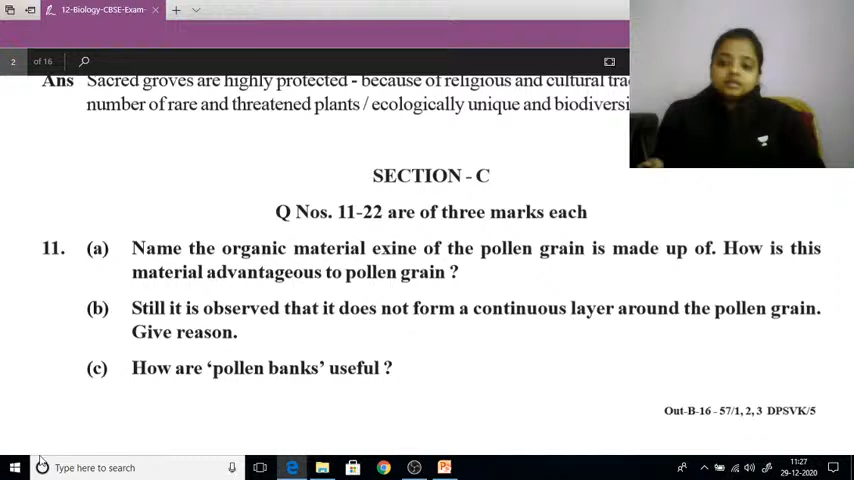 12-Biology-CBSE-Exam-
2 of 16
Ans Sacred groves are highly protected - because of religious and cultural tra
number of rare and threatened plants / ecologically unique and biodiversi
SECTION - C
Q Nos. 11-22 are of three marks each
11. (a) Name the organic material exine of the pollen grain is made up of. How is this
material advantageous to pollen grain ?
(b) Still it is observed that it does not form a continuous layer around the pollen grain.
Give reason.
(c) How are ‘pollen banks’ useful ?
Out-B-16 - 57/1, 2, 3 DPSVK/5
Type here to search
11:27
29-12-2020